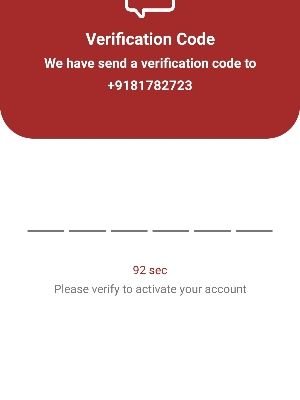 Verification Code
We have send a verification code to
+9181782723
92 sec
Please verify to activate your account